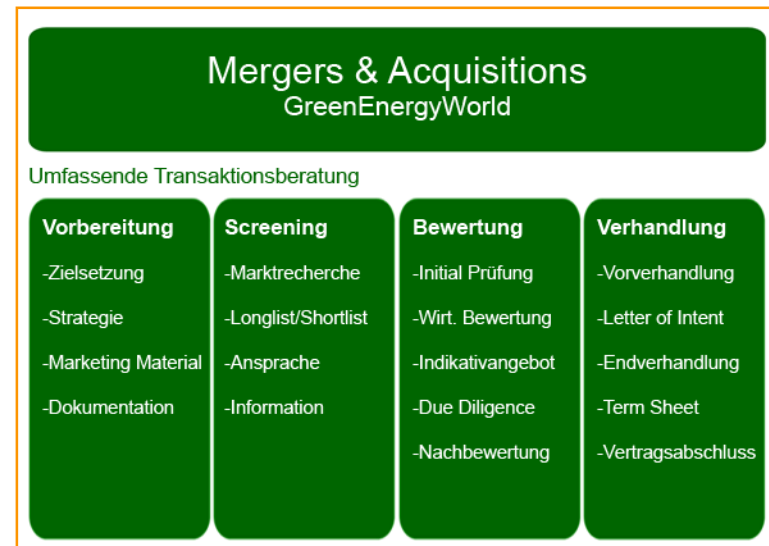 Mergers & Acquisitions
GreenEnergyWorld
Umfassende Transaktionsberatung
Vorbereitung
-Zielsetzung
-Strategie
-Marketing Material
-Dokumentation
Screening
-Marktrecherche
-Longlist/Shortlist
-Ansprache
-Information
Bewertung
-Initial Prüfung
-Wirt. Bewertung
-Indikativangebot
-Due Diligence
-Nachbewertung
Verhandlung
-Vorverhandlung
-Letter of Intent
-Endverhandlung
-Term Sheet
-Vertragsabschluss